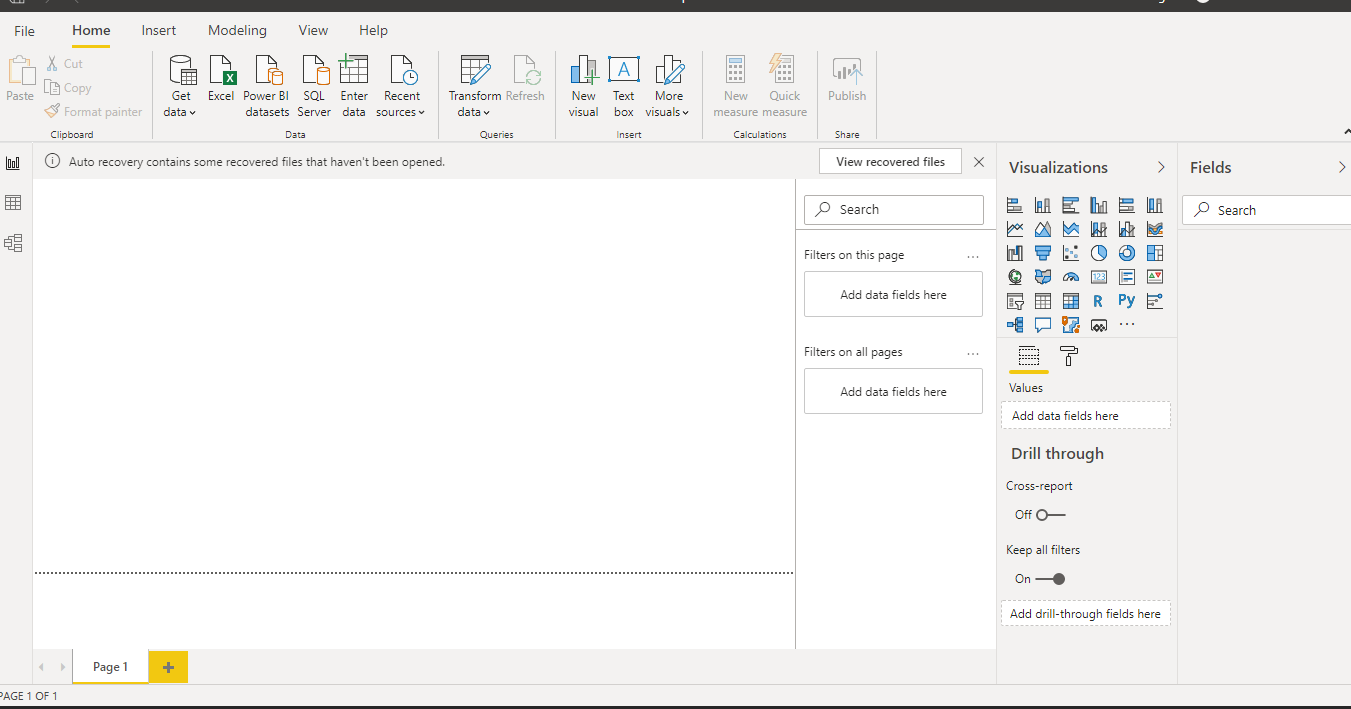 File Home Insert Modeling View Help
Paste
Cut
Copy
Format painter
Clipboard
Get data
Excel
Power BI datasets
SQL Server
Enter data
Recent sources
Data
Transform data
Refresh
Queries
New visual
Text box
More visuals
Insert
New measure
Quick measure
Calculations
Publish
Share
Auto recovery contains some recovered files that haven't been opened.
View recovered files
Search
Filters on this page
...
Add data fields here
Filters on all pages
...
Add data fields here
Visualizations
123
R
Py
...
Values
Add data fields here
Drill through
Cross-report
Off
Keep all filters
On
Add drill-through fields here
Fields
Search
Page 1
PAGE 1 OF 1